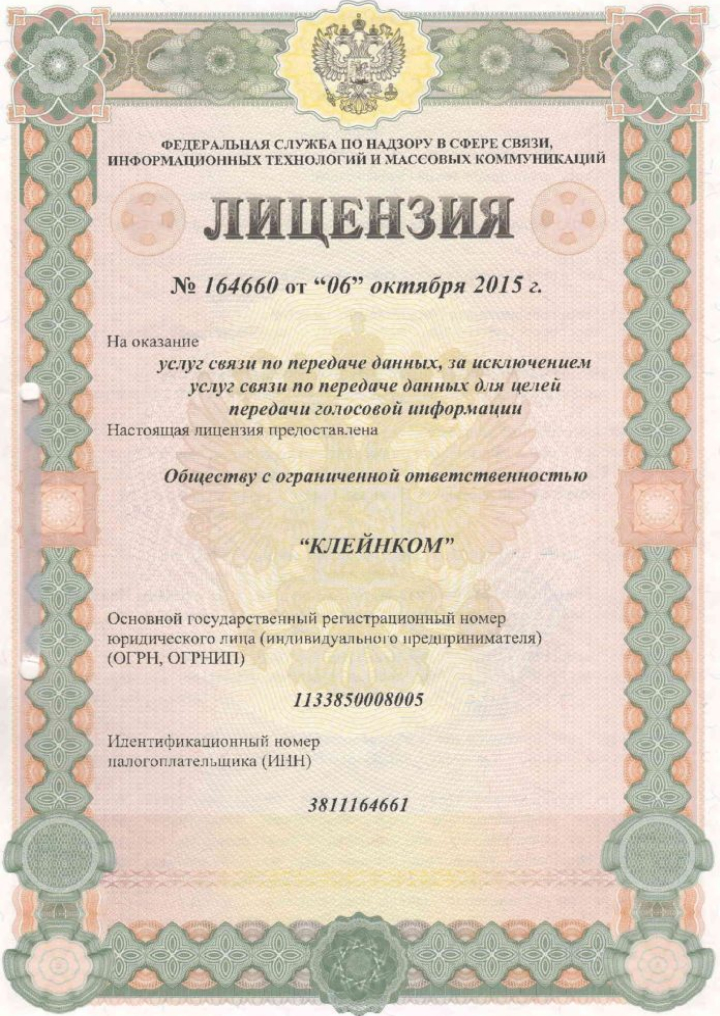 ФЕДЕРАЛЬНАЯ СЛУЖБА ПО НАДЗОРУ В СФЕРЕ СВЯЗИ,
ИНФОРМАЦИОННЫХ ТЕХНОЛОГИЙ И МАССОВЫХ КОММУНИКАЦИЙ
ЛИЦЕНЗИЯ
№ 164660 от “06” октября 2015 г.
На оказание
услуг связи по передаче данных, за исключением
услуг связи по передаче данных для целей
передачи голосовой информации
Настоящая лицензия предоставлена
Обществу с ограниченной ответственностью
“КЛЕЙНКОМ”
Основной государственный регистрационный номер
юридического лица (индивидуального предпринимателя)
(ОГРН, ОГРНИП)
1133850008005
Идентификационный номер
налогоплательщика (ИНН)
3811164661